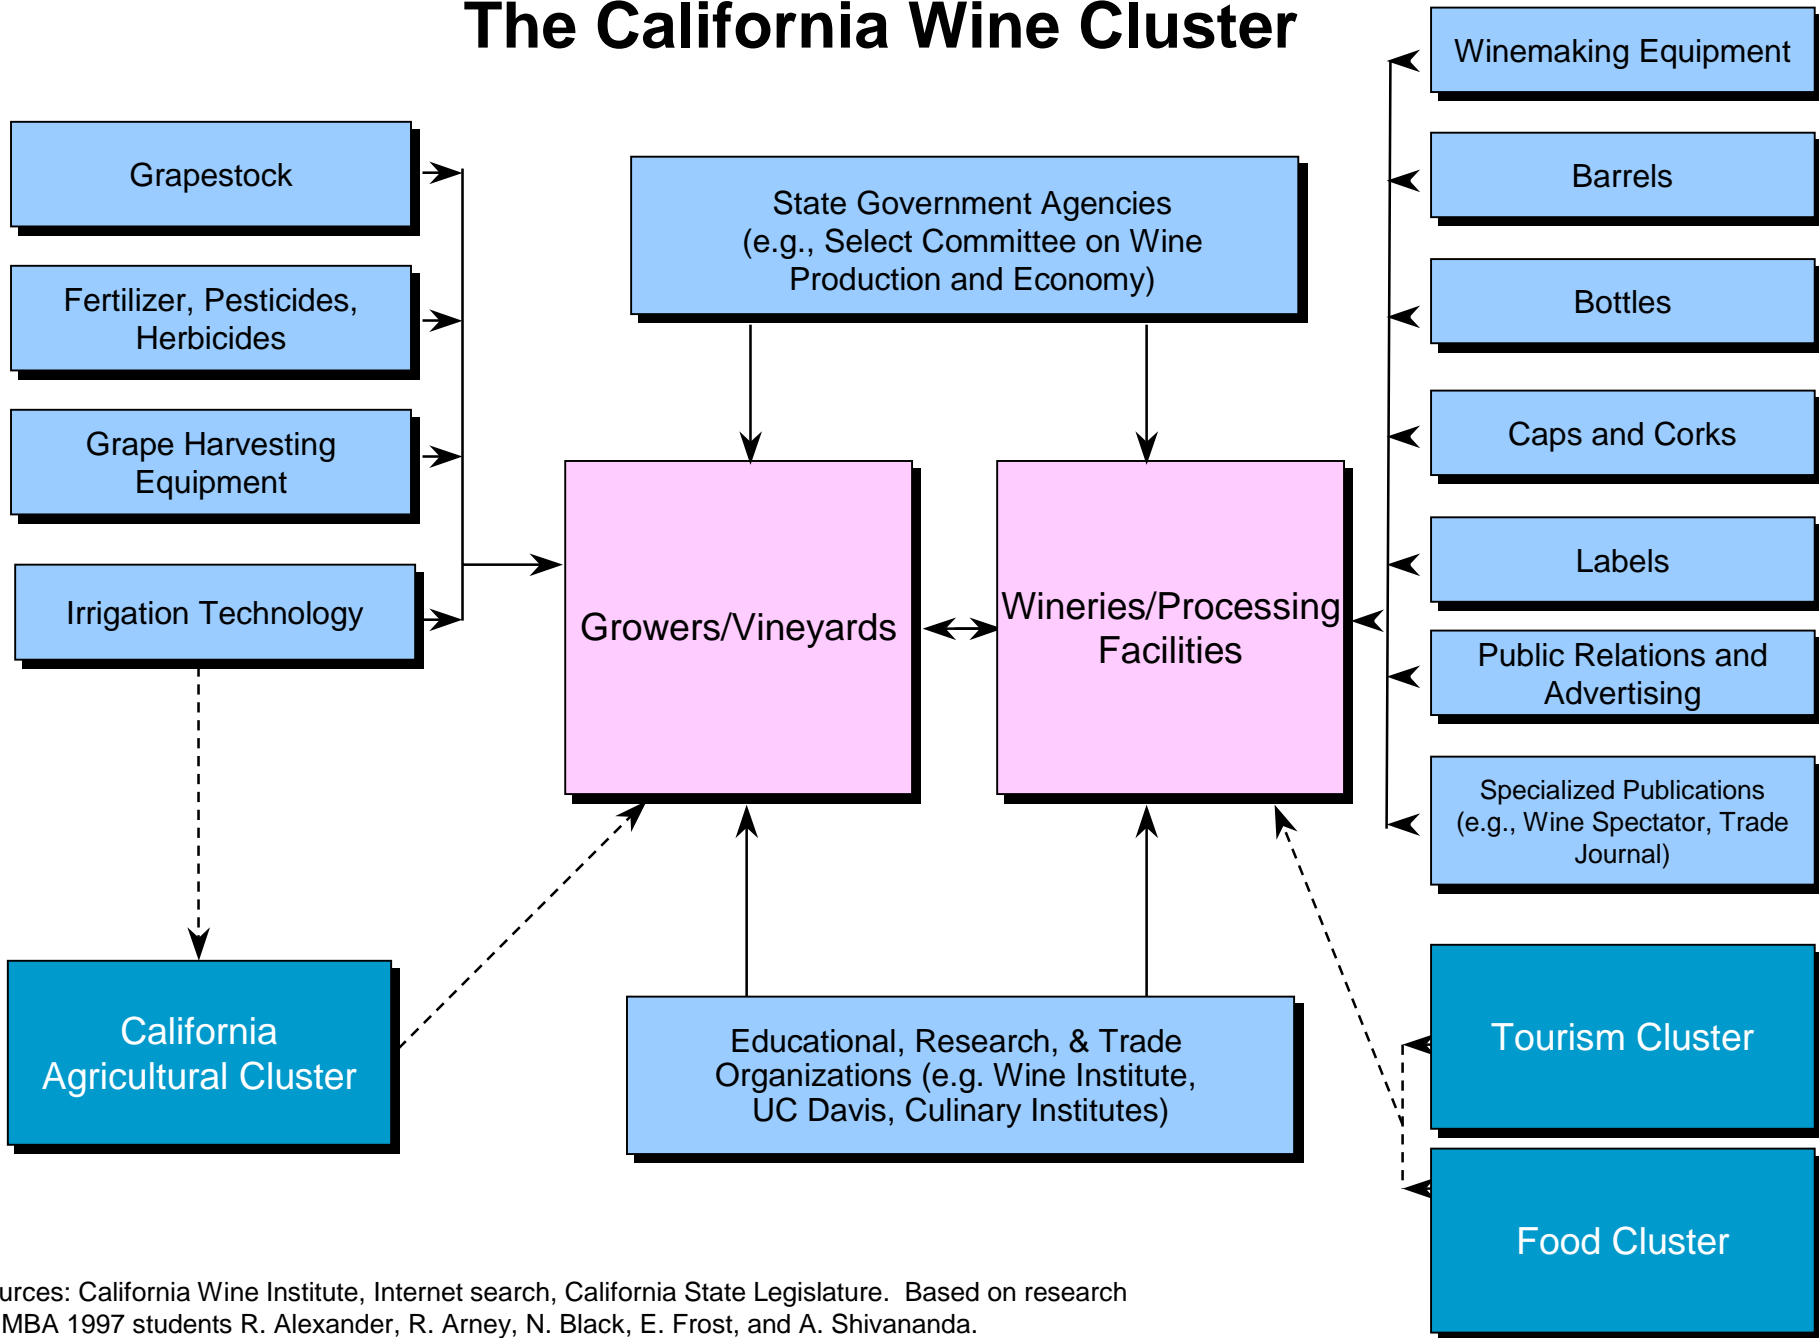 The California Wine Cluster
Winemaking Equipment
Grapestock
State Government Agencies
(e.g., Select Committee on Wine
Production and Economy)
Barrels
Fertilizer, Pesticides,
Herbicides
Bottles
Grape Harvesting
Equipment
Caps and Corks
Irrigation Technology
Growers/Vineyards
Wineries/Processing
Facilities
Labels
Public Relations and
Advertising
Specialized Publications
(e.g., Wine Spectator, Trade
Journal)
California
Agricultural Cluster
Educational, Research, & Trade
Organizations (e.g. Wine Institute,
UC Davis, Culinary Institutes)
Tourism Cluster
Food Cluster
urces: California Wine Institute, Internet search, California State Legislature.  Based on research
MBA 1997 students R. Alexander, R. Arney, N. Black, E. Frost, and A. Shivananda.